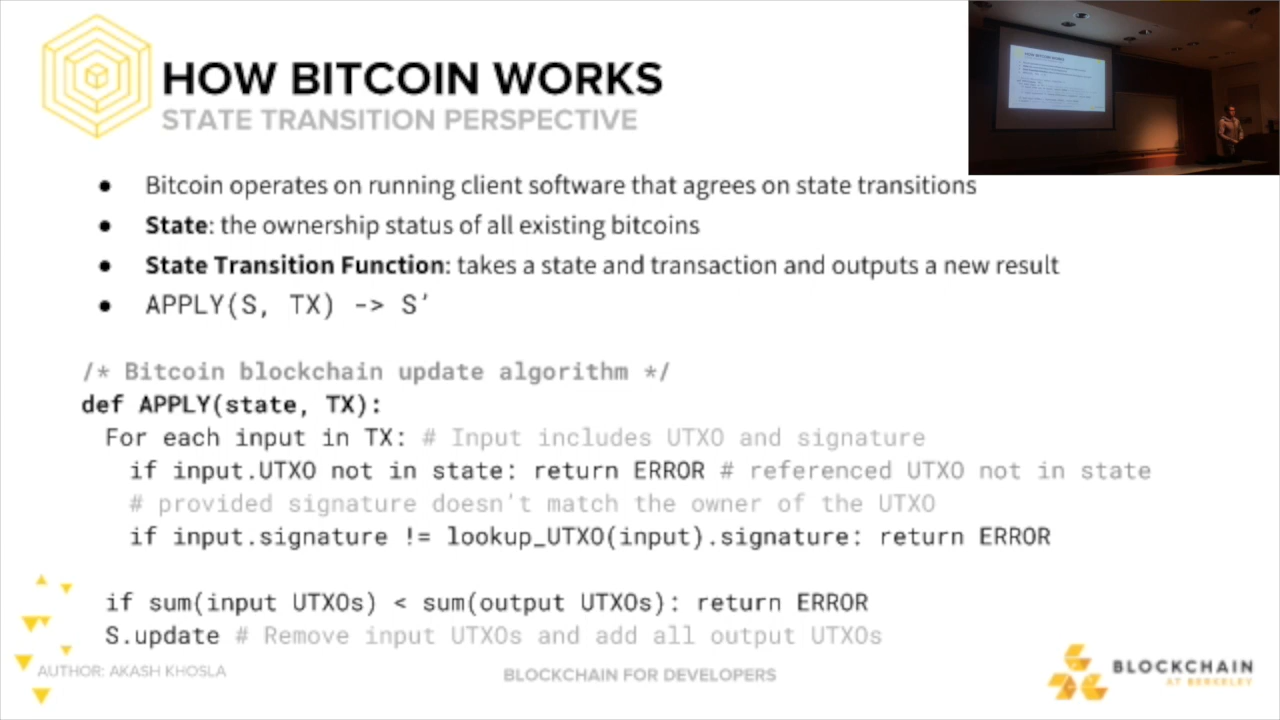 HOW BITCOIN WORKS
STATE TRANSITION PERSPECTIVE
● Bitcoin operates on running client software that agrees on state transitions
● State: the ownership status of all existing bitcoins
● State Transition Function: takes a state and transaction and outputs a new result
● APPLY(S, TX) -> S’
/* Bitcoin blockchain update algorithm */
def APPLY(state, TX):
For each input in TX: # Input includes UTXO and signature
if input.UTXO not in state: return ERROR # referenced UTXO not in state
# provided signature doesn't match the owner of the UTXO
if input.signature != lookup_UTXO(input).signature: return ERROR
if sum(input UTXOs) < sum(output UTXOs): return ERROR
S.update # Remove input UTXOs and add all output UTXOs
AUTHOR: AKASH KHOSLA
BLOCKCHAIN FOR DEVELOPERS
BLOCKCHAIN
AT BERKELEY